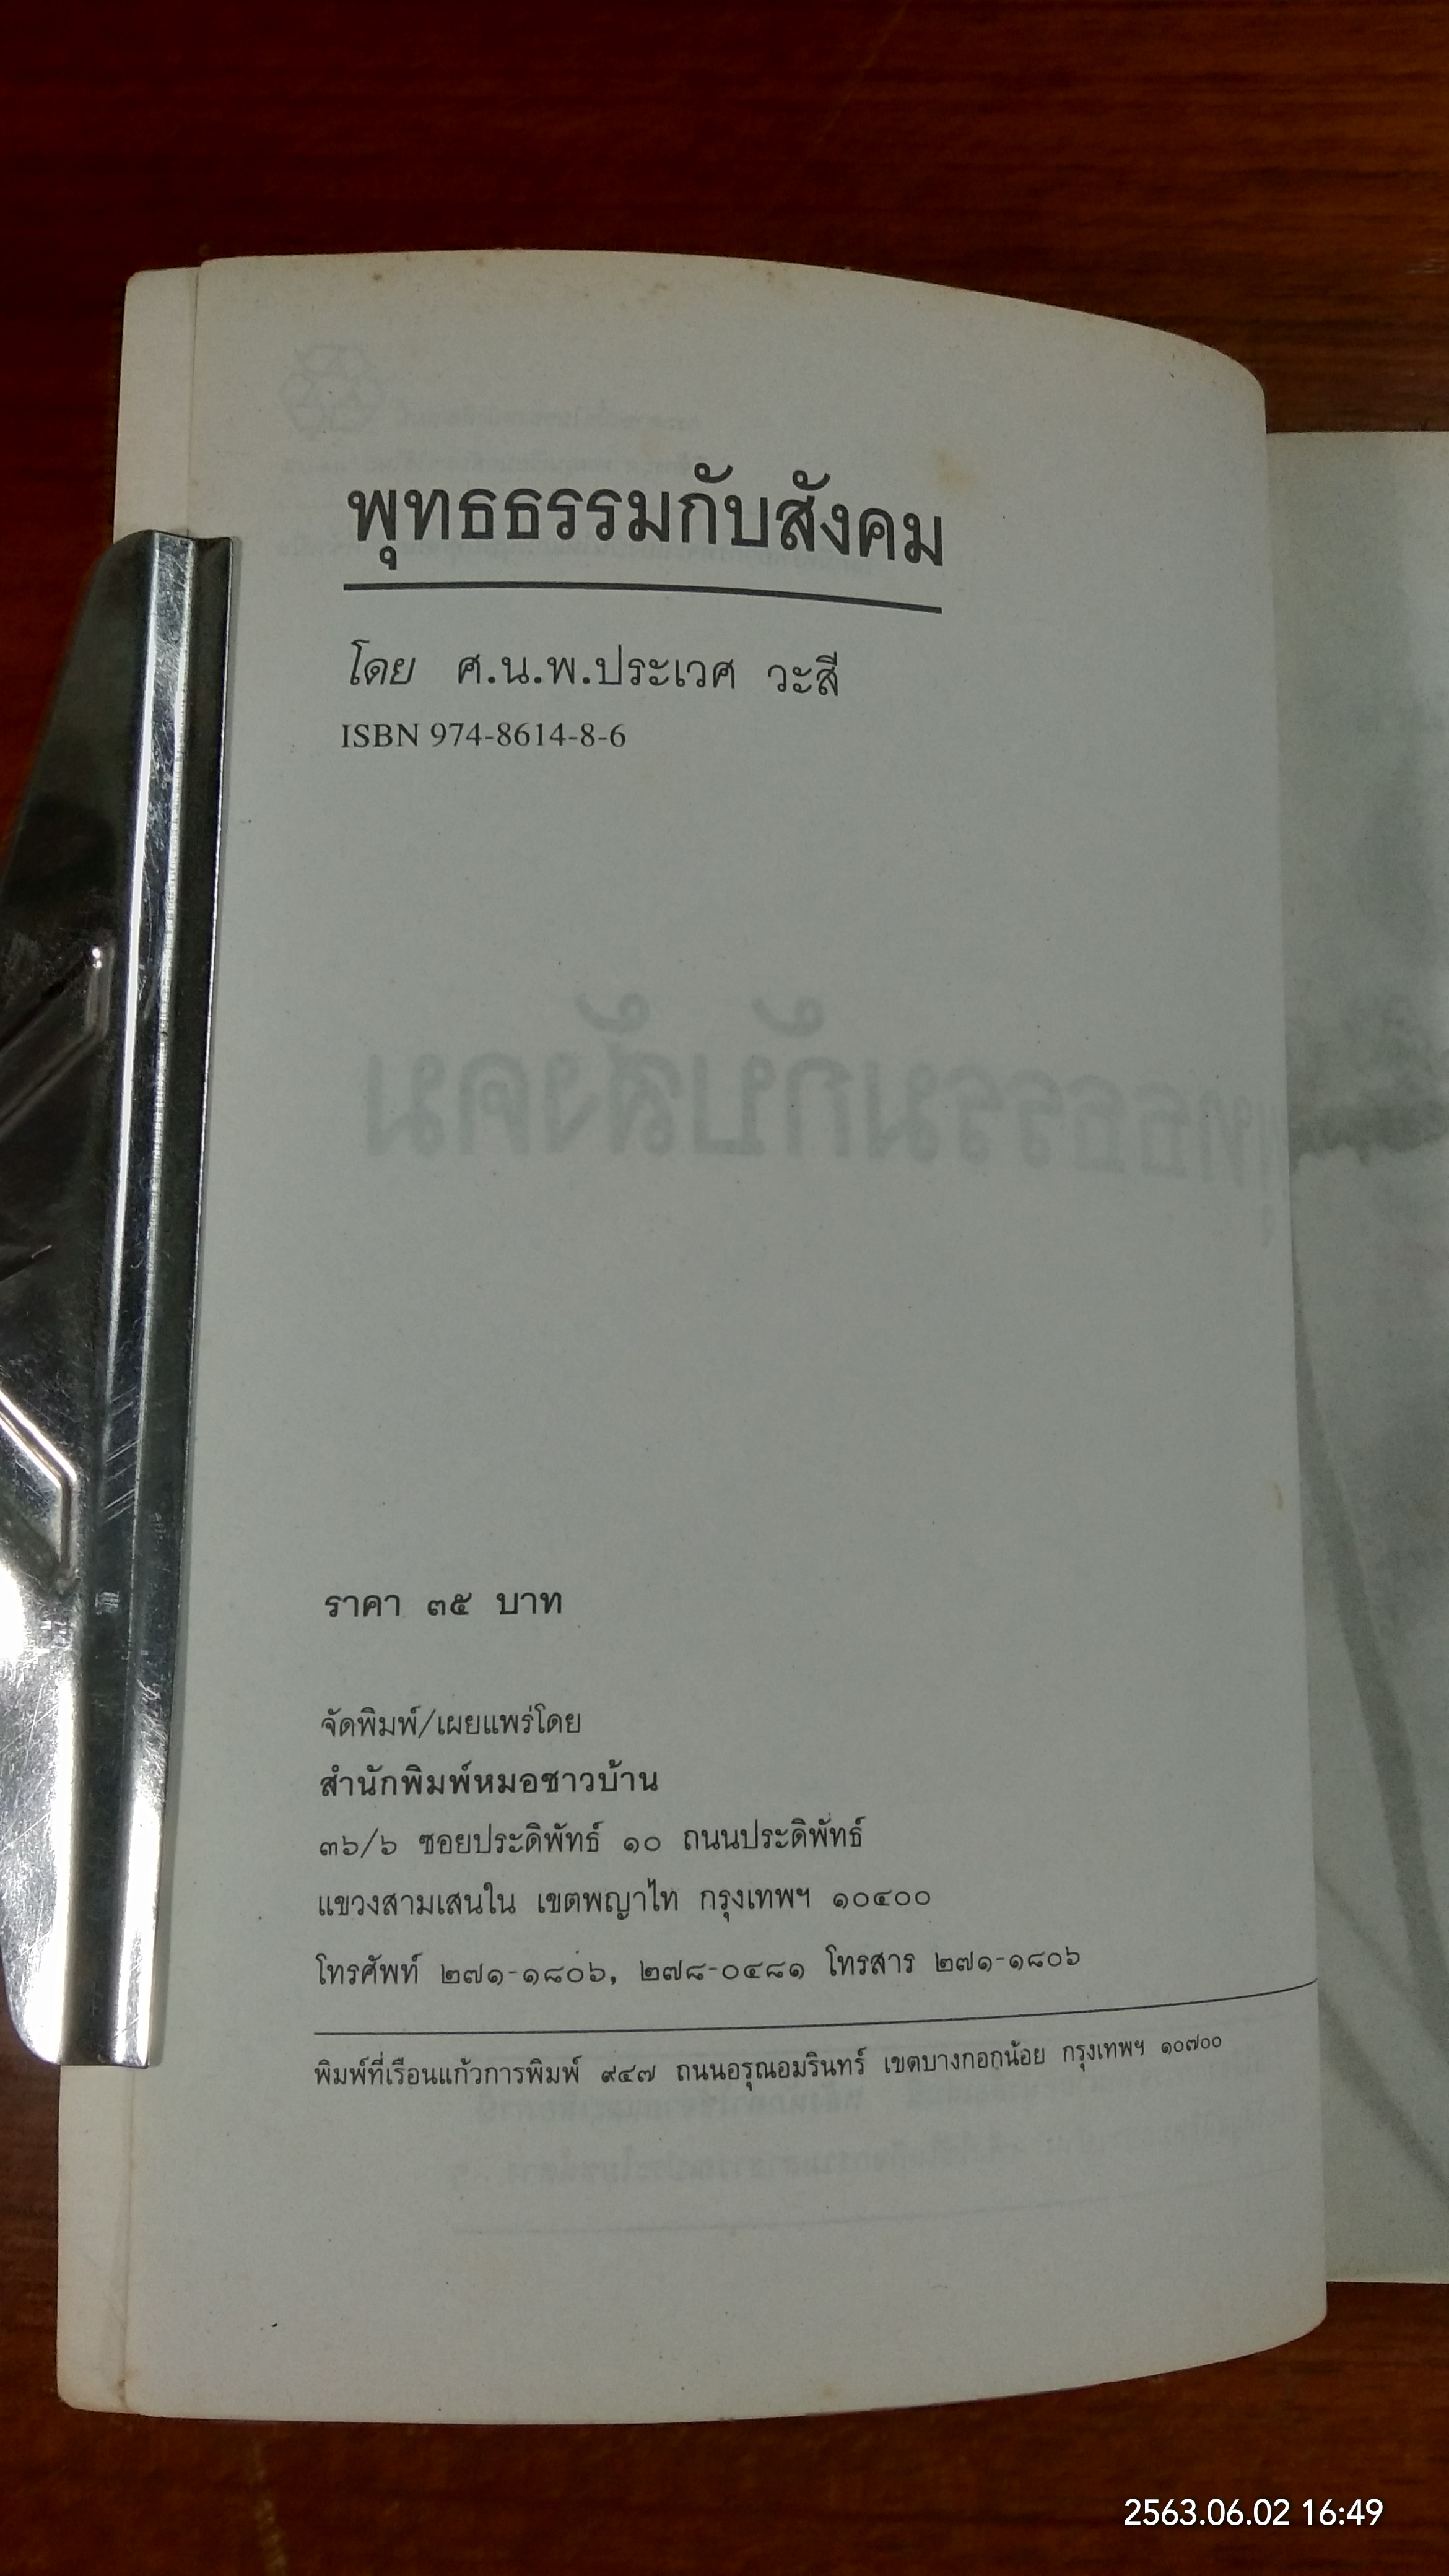 พุทธธรรมกับสังคม
โดย ศ.น.พ.ประเวศ วะสี
ISBN 974-8614-8-6
ราคา ๓๕ บาท
จัดพิมพ์/เผยแพร่โดย
สำนักพิมพ์หมอชาวบ้าน
๓๖/๖ ซอยประดิพัทธ์ ๑๐ ถนนประดิพัทธ์
แขวงสามเสนใน เขตพญาไท กรุงเทพฯ ๑๐๔๐๐
โทรศัพท์ ๒๗๑-๑๘๐๖, ๒๗๘-๐๔๘๑ โทรสาร ๒๗๑-๑๘๐๖
พิมพ์ที่เรือนแก้วการพิมพ์ ๙๔๗ ถนนอรุณอมรินทร์ เขตบางกอกน้อย กรุงเทพฯ ๑๐๗๐๐
2563.06.02 16:49